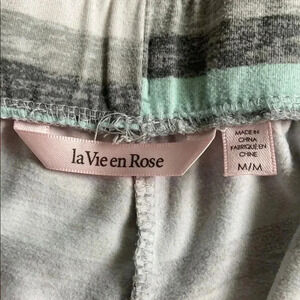 la Vie en Rose
MADE IN
CHINA
FABRIQUÉ EN
CHINE
M/M